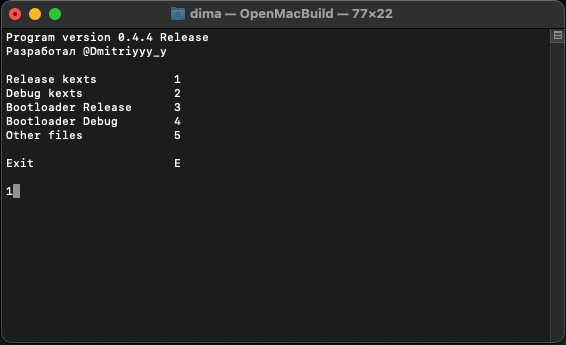 dima — OpenMacBuild — 77×22
Program version 0.4.4 Release
Разработал @Dmitriyyy_y
Release kexts 1
Debug kexts 2
Bootloader Release 3
Bootloader Debug 4
Other files 5
Exit E
1